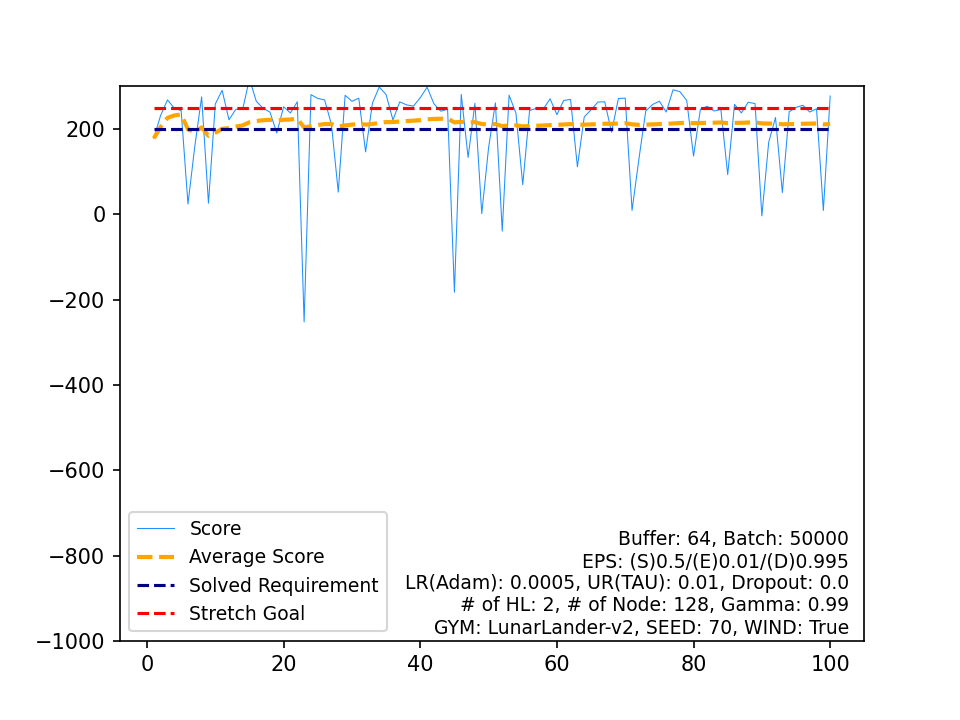 200
0
−200
−400
−600
−800
−1000
0
20
40
60
80
100
Score
Average Score
Solved Requirement
Stretch Goal
Buffer: 64, Batch: 50000
EPS: (S)0.5/(E)0.01/(D)0.995
LR(Adam): 0.0005, UR(TAU): 0.01, Dropout: 0.0
# of HL: 2, # of Node: 128, Gamma: 0.99
GYM: LunarLander-v2, SEED: 70, WIND: True